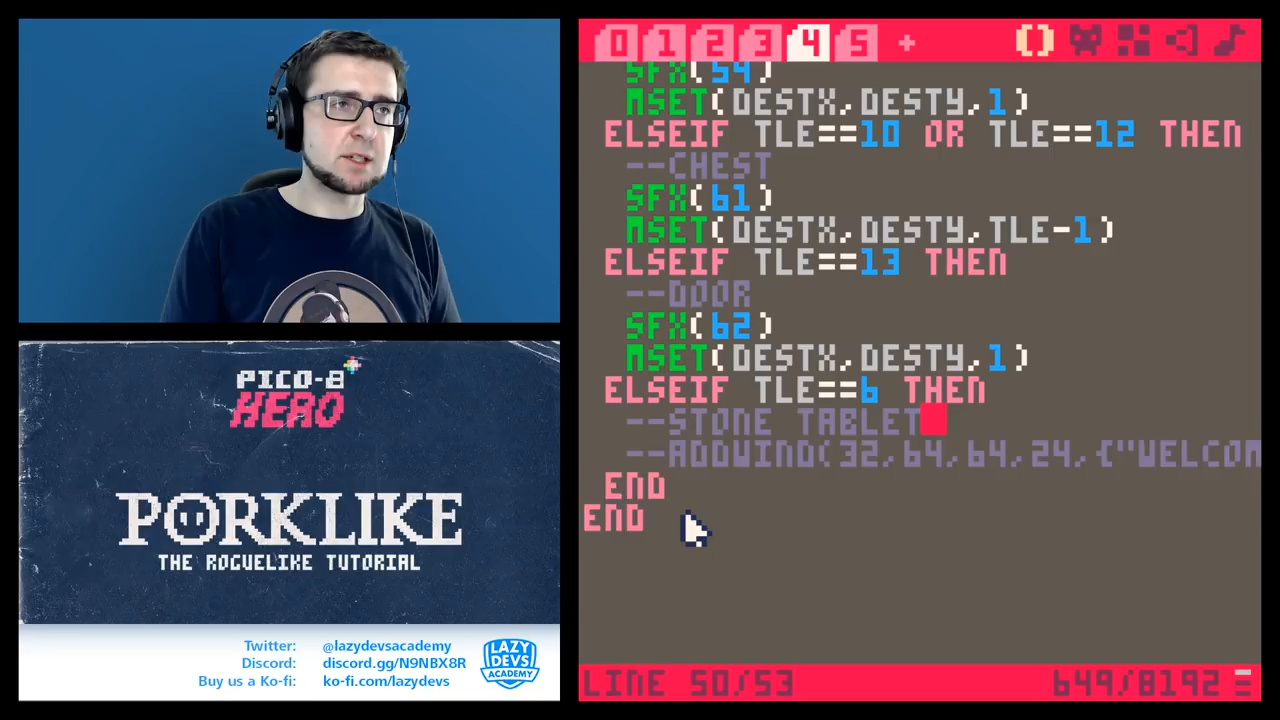 PICO-8
HERO
PORKLIKE
THE ROGUELIKE TUTORIAL
Twitter: @lazydevsacademy
Discord: discord.gg/N9NBX8R
Buy us a Ko-fi: ko-fi.com/lazydevs
LAZY
DEVS
ACADEMY
0 1 2 3 4 5 +
SFX(54)
MSET(DESTX,DESTY,1)
ELSEIF TLE==10 OR TLE==12 THEN
--CHEST
SFX(61)
MSET(DESTX,DESTY,TLE-1)
ELSEIF TLE==13 THEN
--DOOR
SFX(62)
MSET(DESTX,DESTY,1)
ELSEIF TLE==6 THEN
--STONE TABLET
--ADDWIND(32,64,64,24,{"WELCOM
END
END
LINE 50/53
649/8192